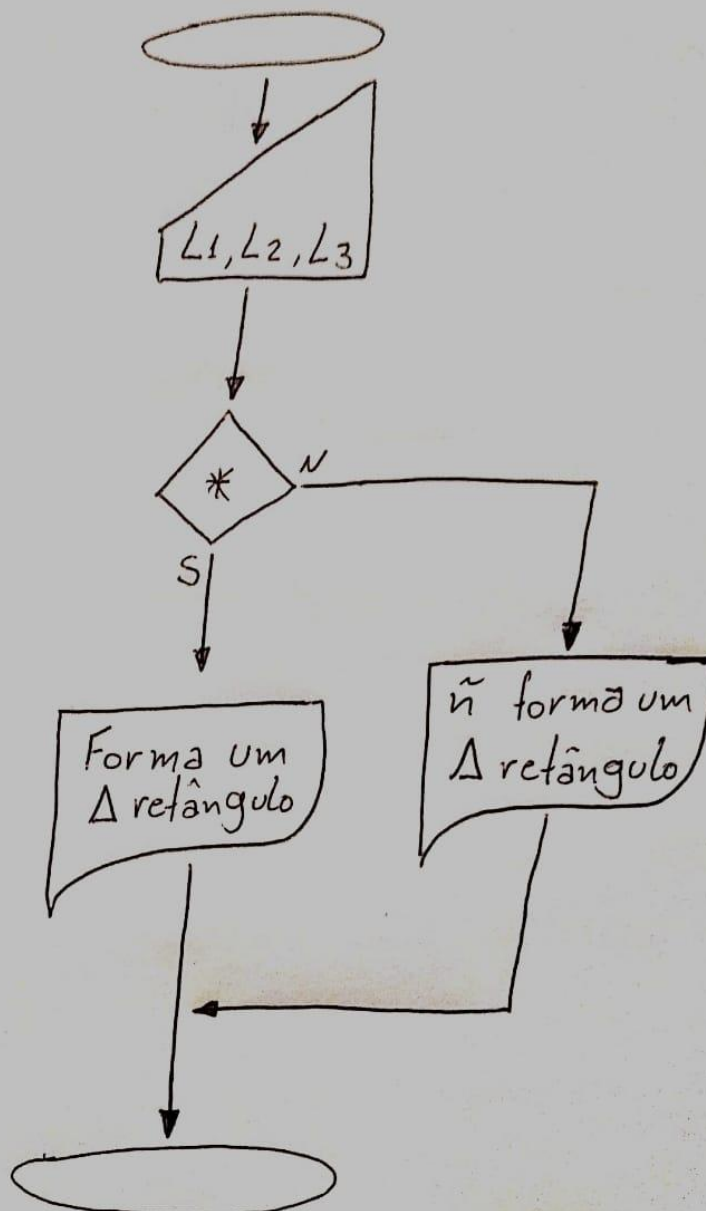 L1, L2, L3
*
N
S
Forma um
Δ retângulo
ñ forma um
Δ retângulo